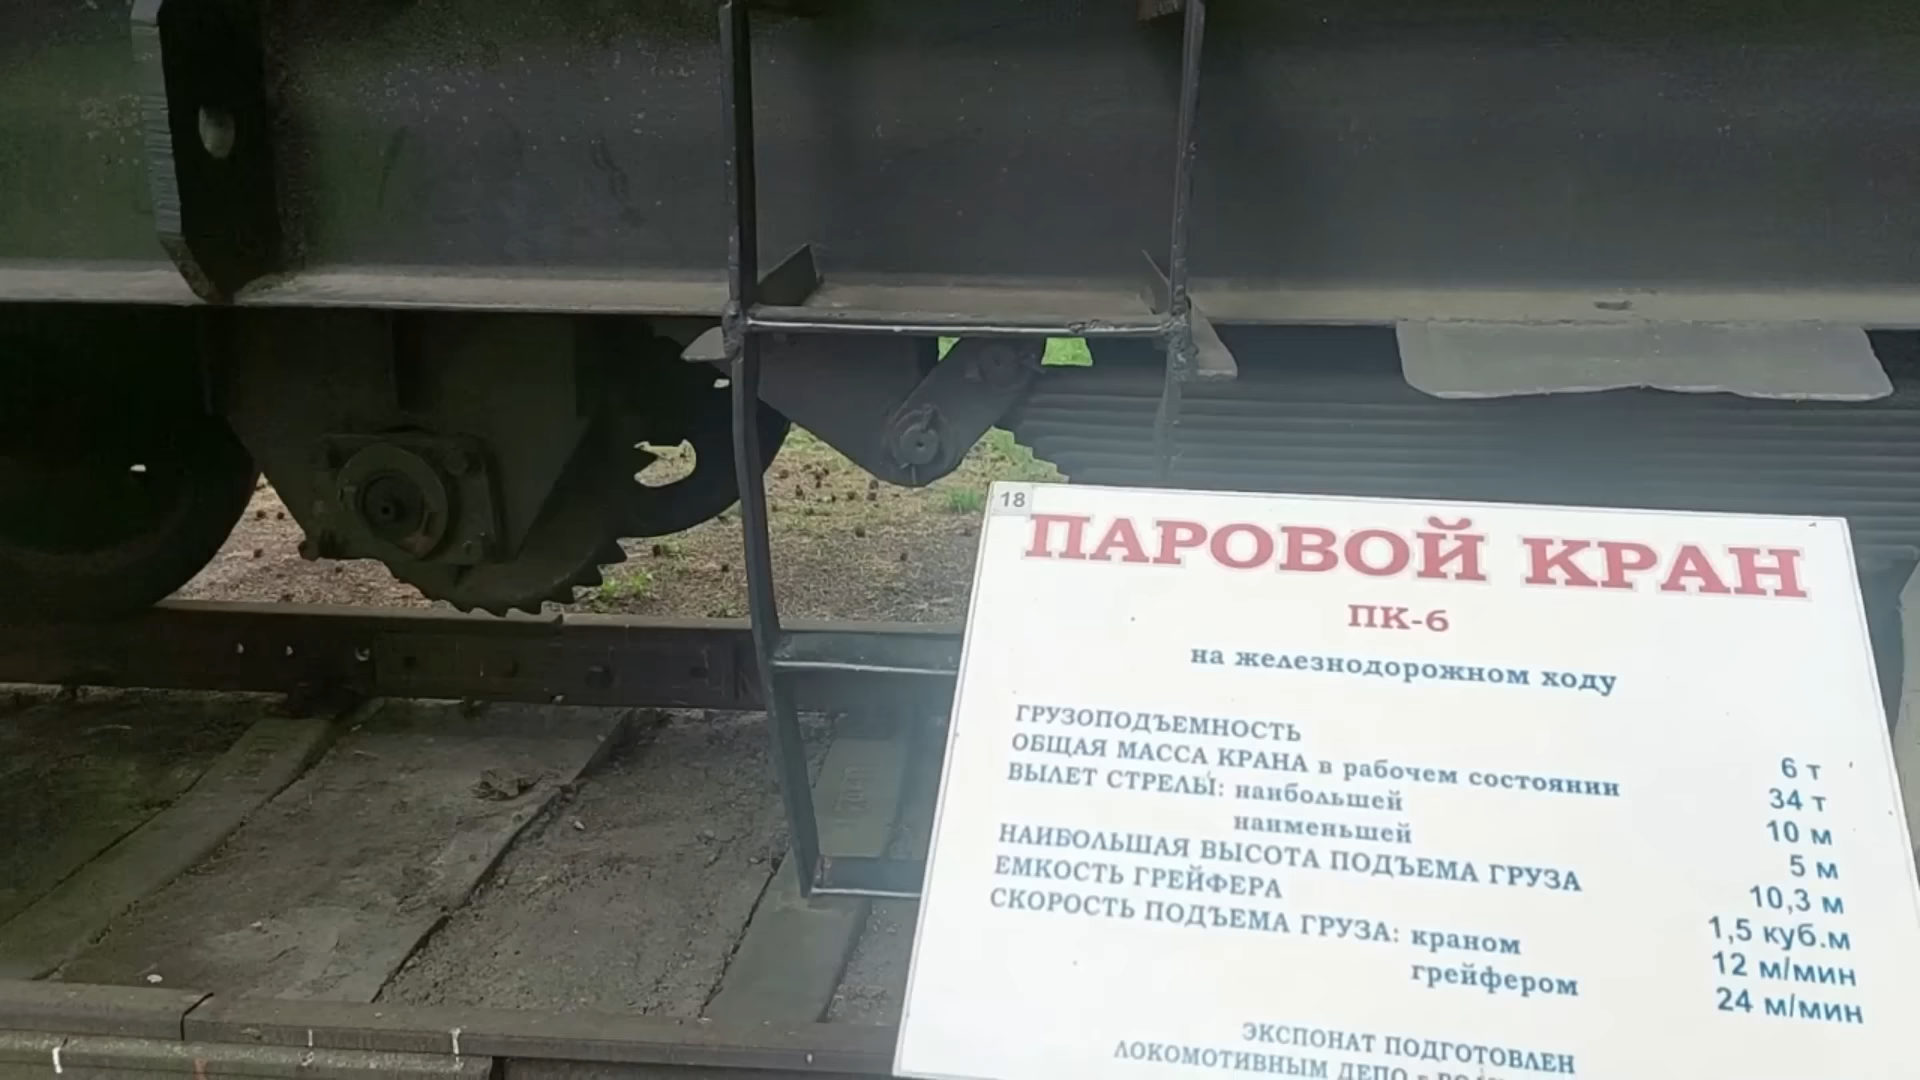 18
ПАРОВОЙ КРАН
ПК-6
на железнодорожном ходу
ГРУЗОПОДЪЕМНОСТЬ 6 т
ОБЩАЯ МАССА КРАНА в рабочем состоянии 34 т
ВЫЛЕТ СТРЕЛЫ: наибольшей 10 м
наименьшей 5 м
НАИБОЛЬШАЯ ВЫСОТА ПОДЪЕМА ГРУЗА 10,3 м
ЕМКОСТЬ ГРЕЙФЕРА 1,5 куб.м
СКОРОСТЬ ПОДЪЕМА ГРУЗА: краном 12 м/мин
грейфером 24 м/мин
ЭКСПОНАТ ПОДГОТОВЛЕН
ЛОКОМОТИВНЫМ ДЕПО